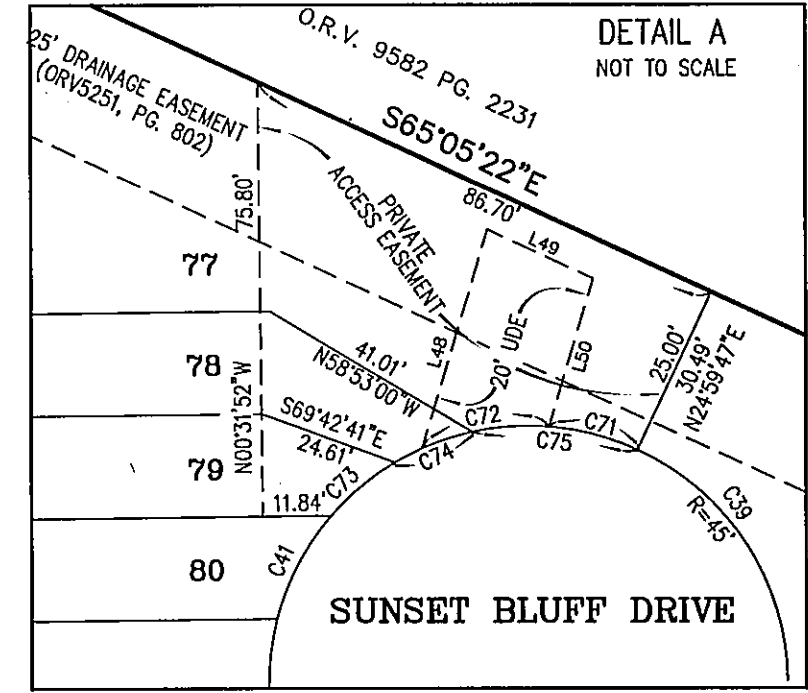 DETAIL A
NOT TO SCALE
O.R.V. 9582 PG. 2231
25' DRAINAGE EASEMENT
(ORV5251, PG. 802)
S65°05'22"E
86.70'
PRIVATE
ACCESS EASEMENT
75.80'
L49
77
L48
20' UDE
L50
25.00'
30.49'
N24°59'47"E
78
41.01'
N58°53'00"W
N00°31'52"W
S69°42'41"E
24.61'
C72
C71
C75
C74
79
C73
11.84'
C39
R=45'
80
C41
SUNSET BLUFF DRIVE